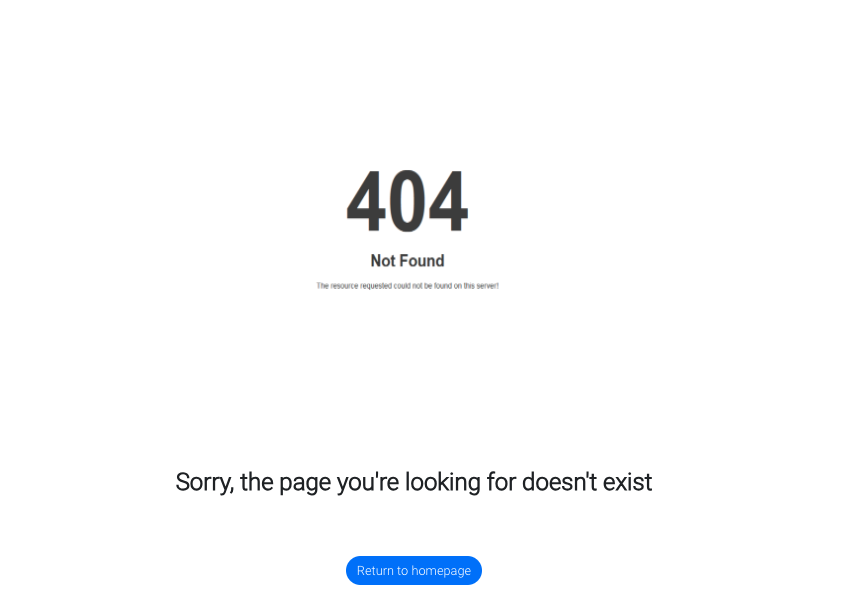 404
Not Found
The resource requested could not be found on this server!
Sorry, the page you're looking for doesn't exist
Return to homepage